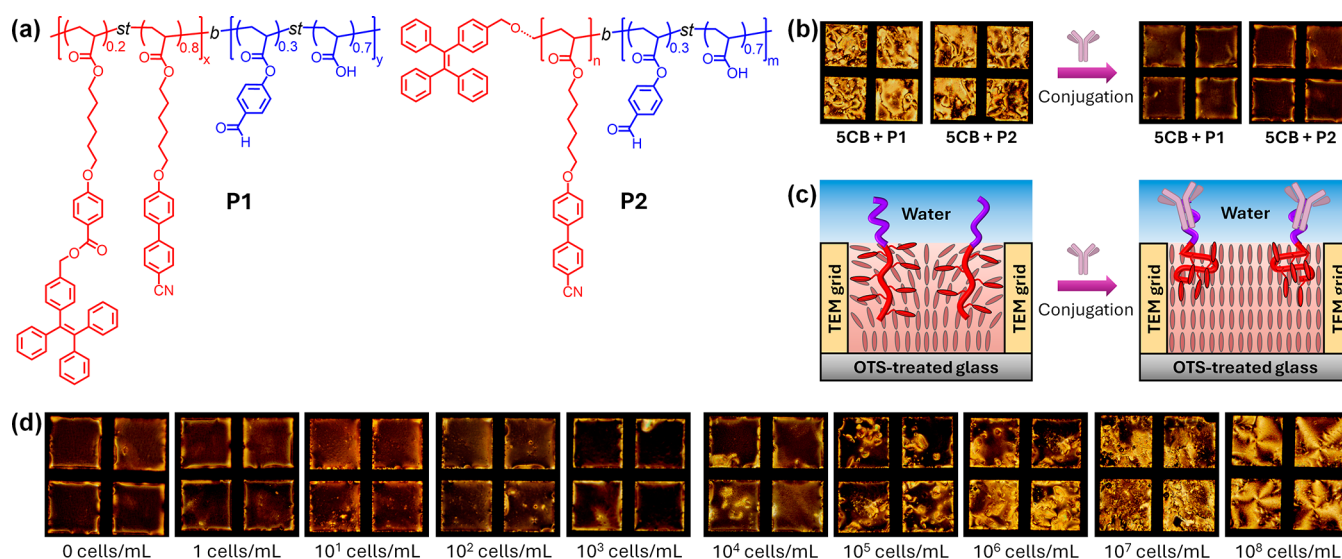 (a)
st
b
st
0.2
0.8
x
0.3
0.7
y
O
O
O
O
O
O
OH
O
O
O
H
O
O
CN
P1
O
b
st
n
0.3
0.7
m
O
O
O
O
O
OH
O
H
O
CN
P2
(b)
Conjugation
5CB + P1
5CB + P2
5CB + P1
5CB + P2
(c)
Water
TEM grid
TEM grid
OTS-treated glass
Conjugation
Water
TEM grid
TEM grid
OTS-treated glass
(d)
0 cells/mL
1 cells/mL
10¹ cells/mL
10² cells/mL
10³ cells/mL
10⁴ cells/mL
10⁵ cells/mL
10⁶ cells/mL
10⁷ cells/mL
10⁸ cells/mL